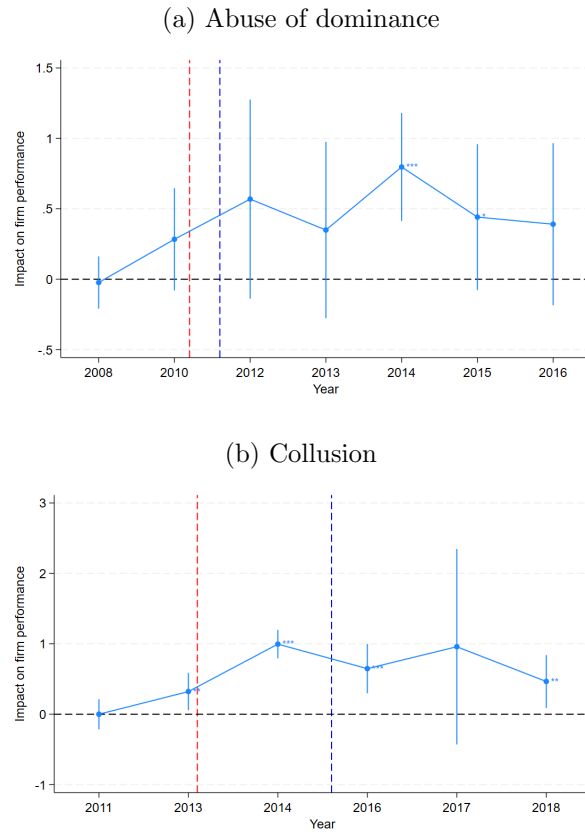 (a) Abuse of dominance
1.5
1
.5
0
-.5
Impact on firm performance
***
*
2008 2010 2012 2013 2014 2015 2016
Year
(b) Collusion
3
2
1
0
-1
Impact on firm performance
**
***
***
**
2011 2013 2014 2016 2017 2018
Year